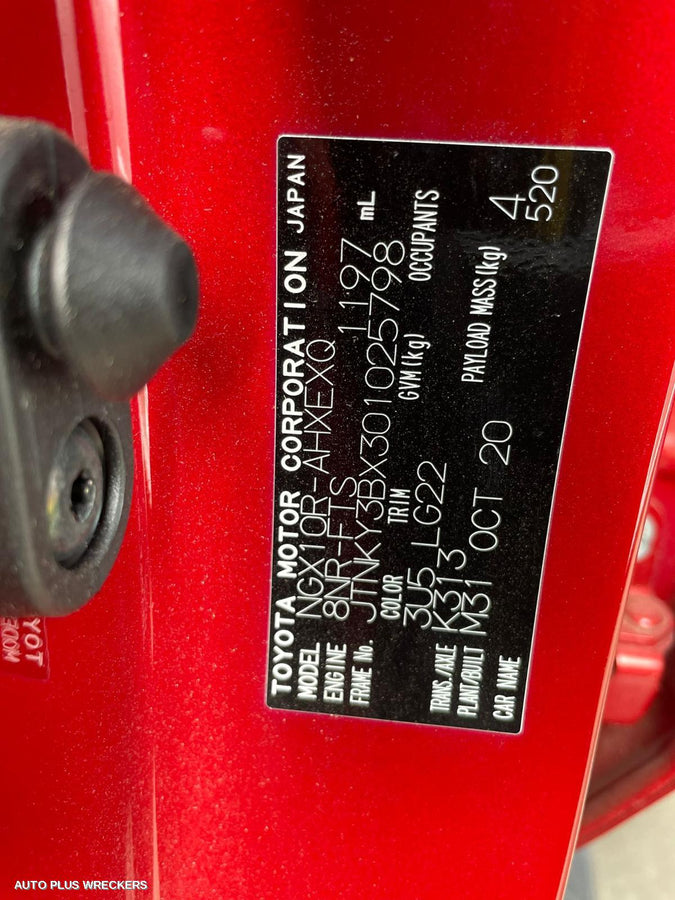 TOYOTA MOTOR CORPORATION JAPAN
MODEL NGX10R-AHXEXQ
ENGINE 8NR-FTS 1197 mL
FRAME No. JTNKY3BX301025798
COLOR TRIM GVM(kg) OCCUPANTS
3U5 LG22
TRANS./AXLE K313
PLANT/BUILT M31 OCT 20 PAYLOAD MASS(kg) 4
CAR NAME 520
YOT
AUTO PLUS WRECKERS